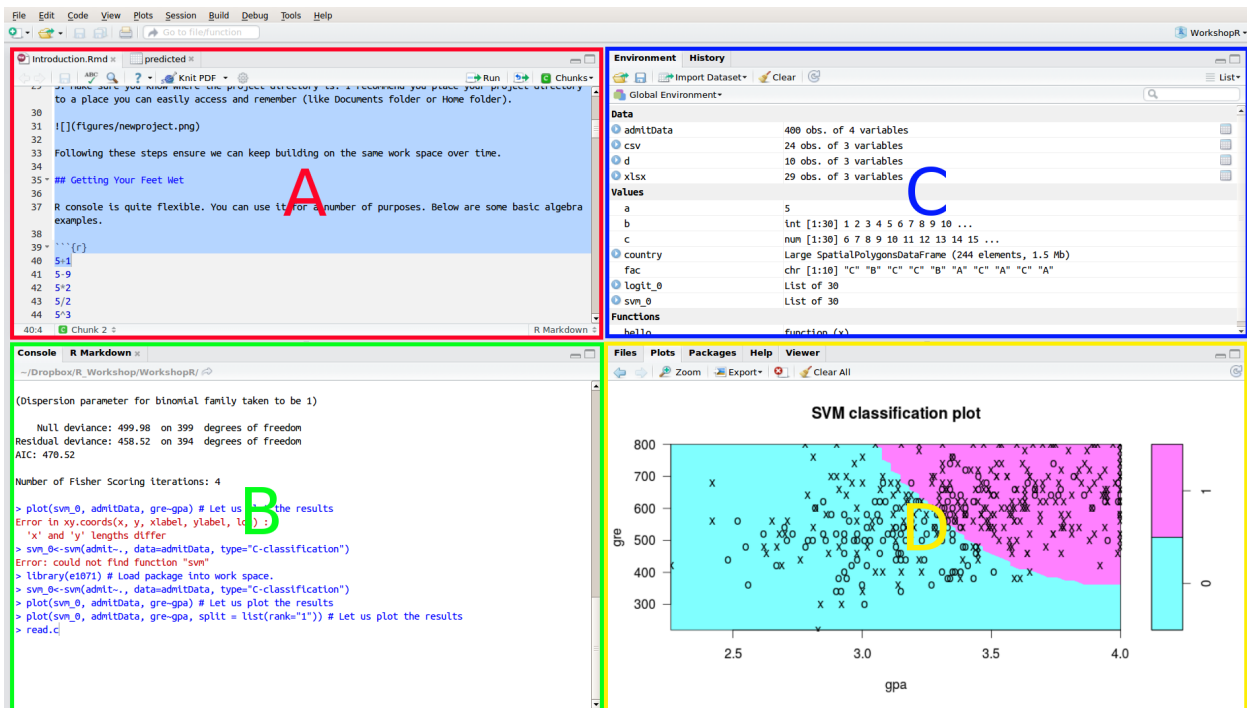 File Edit Code View Plots Session Build Debug Tools Help
Go to file/function
WorkshopR
Introduction.Rmd
predicted
ABC
Knit PDF
Run
Chunks
to a place you can easily access and remember (like Documents folder or Home folder).
30
31 ![](figures/newproject.png)
32
33 Following these steps ensure we can keep building on the same work space over time.
34
35 ## Getting Your Feet Wet
36
37 R console is quite flexible. You can use it for a number of purposes. Below are some basic algebra
examples.
38
39 ```{r}
40 5+1
41 5-9
42 5*2
43 5/2
44 5^3
40:4 Chunk 2 R Markdown
A
Console R Markdown
~/Dropbox/R_Workshop/WorkshopR/
(Dispersion parameter for binomial family taken to be 1)
Null deviance: 499.98 on 399 degrees of freedom
Residual deviance: 458.52 on 394 degrees of freedom
AIC: 470.52
Number of Fisher Scoring iterations: 4
> plot(svm_0, admitData, gre~gpa) # Let us the results
Error in xy.coords(x, y, xlabel, ylabel, :
'x' and 'y' lengths differ
> svm_0<-svm(admit~., data=admitData, type="C-classification")
Error: could not find function "svm"
> library(e1071) # Load package into work space.
> svm_0<-svm(admit~., data=admitData, type="C-classification")
> plot(svm_0, admitData, gre~gpa) # Let us plot the results
> plot(svm_0, admitData, gre~gpa, split = list(rank="1")) # Let us plot the results
> read.c
B
Environment History
Import Dataset Clear List
Global Environment
Data
admitData 400 obs. of 4 variables
csv 24 obs. of 3 variables
d 10 obs. of 3 variables
xlsx 29 obs. of 3 variables
Values
a 5
b int [1:30] 1 2 3 4 5 6 7 8 9 10 ...
c num [1:30] 6 7 8 9 10 11 12 13 14 15 ...
country Large SpatialPolygonsDataFrame (244 elements, 1.5 Mb)
fac chr [1:10] "C" "B" "C" "C" "B" "A" "C" "A" "C" "A"
logit_0 List of 30
svm_0 List of 30
Functions
hello function (x)
C
Files Plots Packages Help Viewer
Zoom Export Clear All
SVM classification plot
gre
800
700
600
500
400
300
2.5 3.0 3.5 4.0
gpa
1
0
D